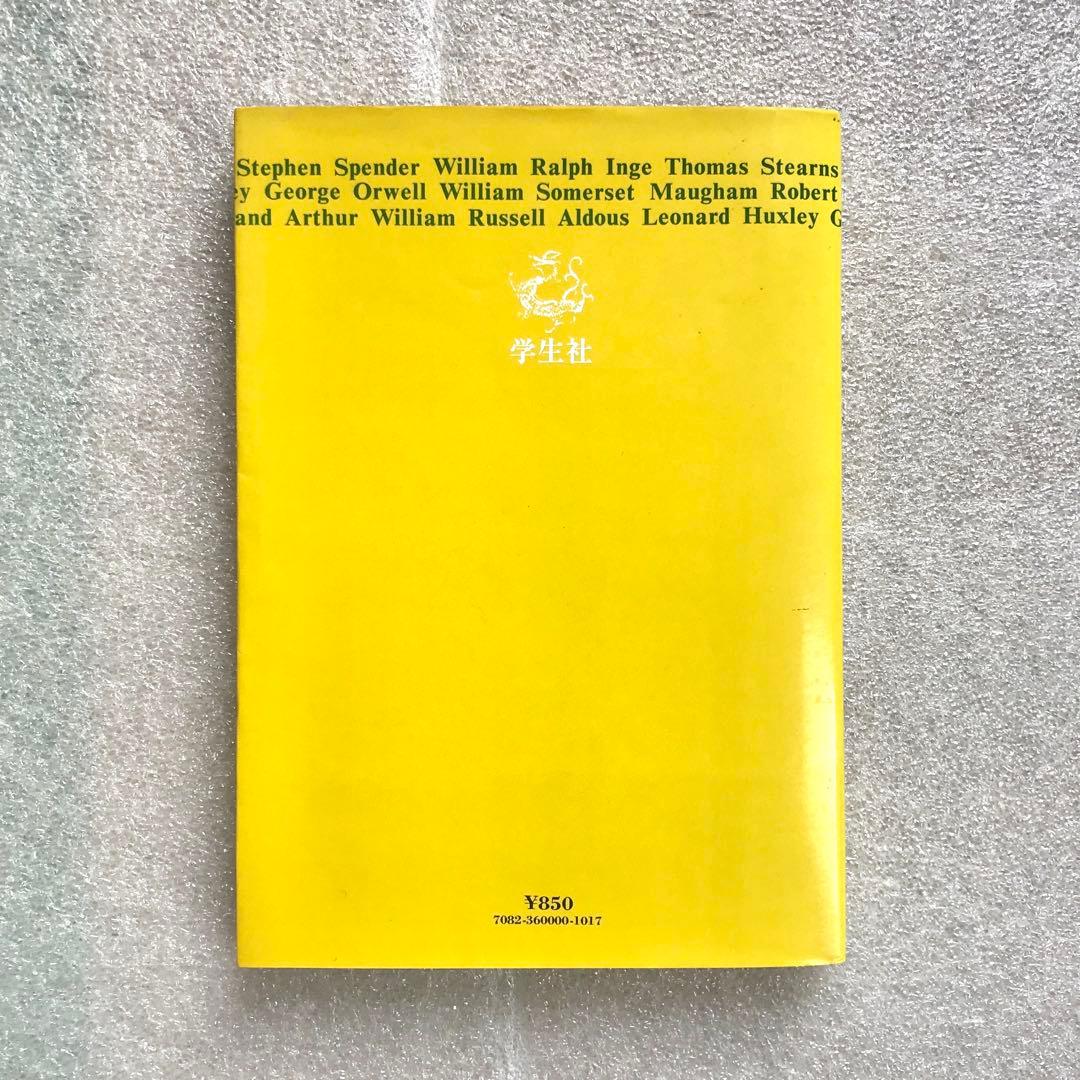 Stephen Spender William Ralph Inge Thomas Stearns
y George Orwell William Somerset Maugham Robert
and Arthur William Russell Aldous Leonard Huxley G
学生社
¥850
7082-360000-1017